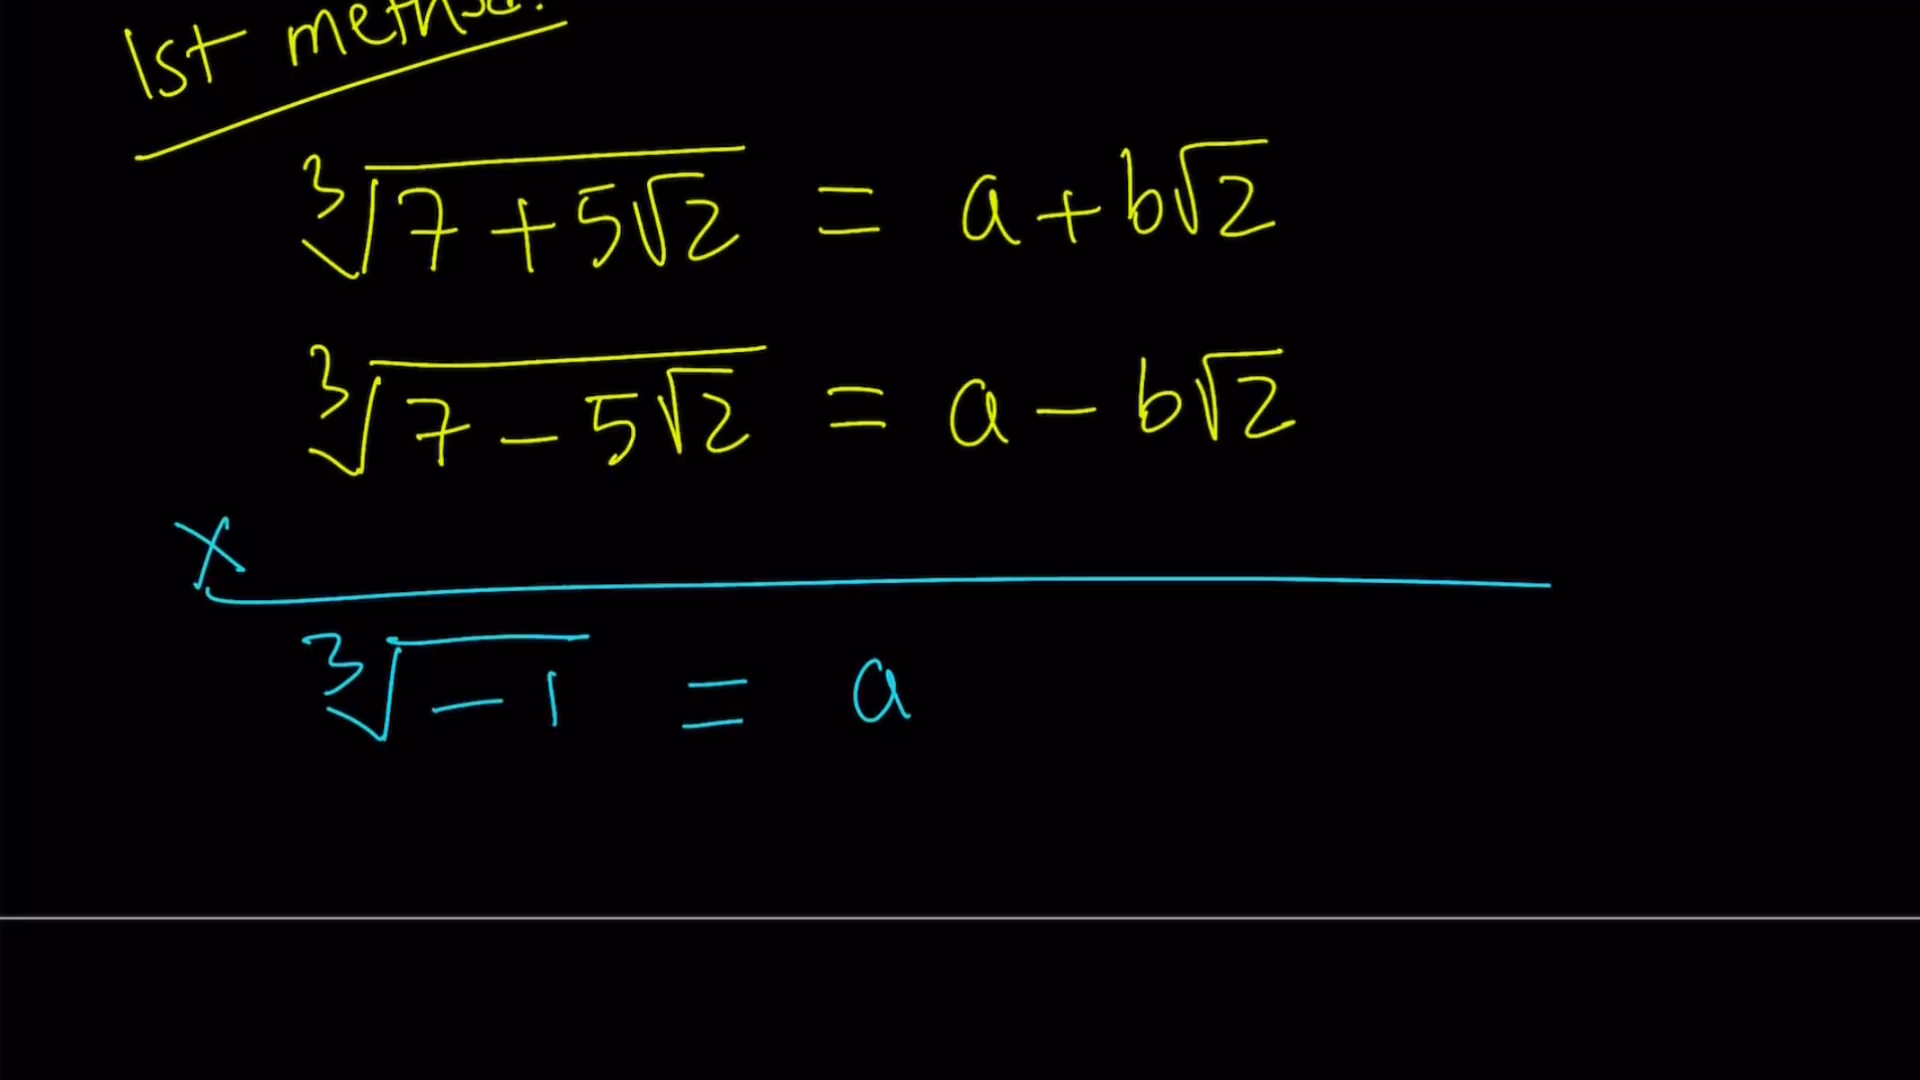 1st method:
∛(7+5√2) = a+b√2
∛(7-5√2) = a-b√2
×
∛(-1) = a